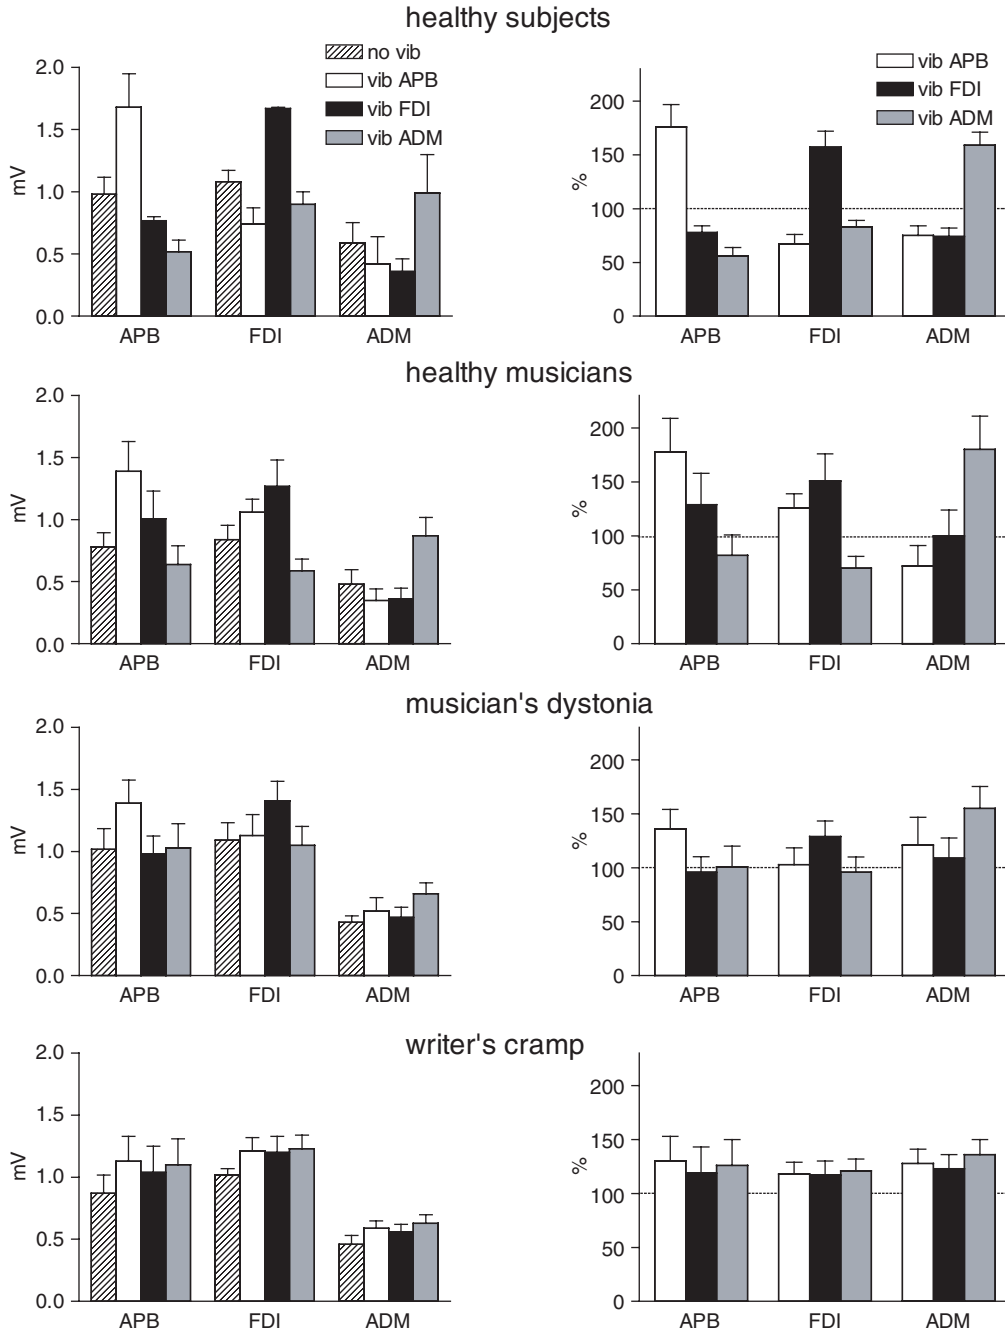 healthy subjects
no vib
vib APB
vib FDI
vib ADM
2.0
1.5
1.0
0.5
0.0
mV
APB FDI ADM
vib APB
vib FDI
vib ADM
200
150
100
50
0
%
APB FDI ADM
healthy musicians
2.0
1.5
1.0
0.5
0.0
mV
APB FDI ADM
200
150
100
50
0
%
APB FDI ADM
musician's dystonia
2.0
1.5
1.0
0.5
0.0
mV
APB FDI ADM
200
150
100
50
0
%
APB FDI ADM
writer's cramp
2.0
1.5
1.0
0.5
0.0
mV
APB FDI ADM
200
150
100
50
0
%
APB FDI ADM